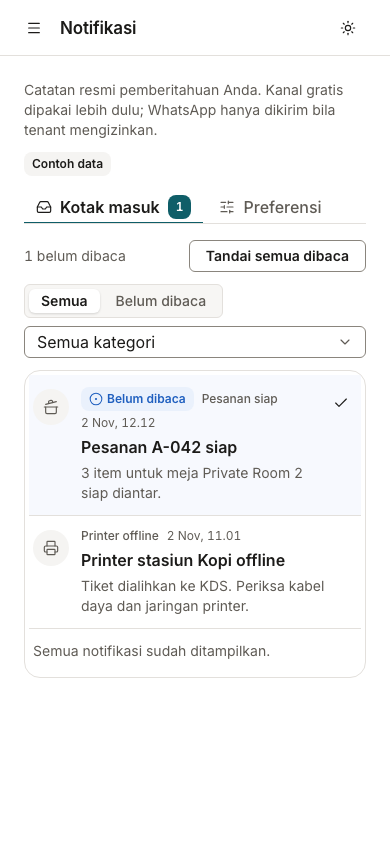 Notifikasi
Catatan resmi pemberitahuan Anda. Kanal gratis
dipakai lebih dulu; WhatsApp hanya dikirim bila
tenant mengizinkan.
Contoh data
Kotak masuk 1 Preferensi
1 belum dibaca Tandai semua dibaca
Semua Belum dibaca
Semua kategori
Belum dibaca Pesanan siap
2 Nov, 12.12
Pesanan A-042 siap
3 item untuk meja Private Room 2
siap diantar.
Printer offline 2 Nov, 11.01
Printer stasiun Kopi offline
Tiket dialihkan ke KDS. Periksa kabel
daya dan jaringan printer.
Semua notifikasi sudah ditampilkan.